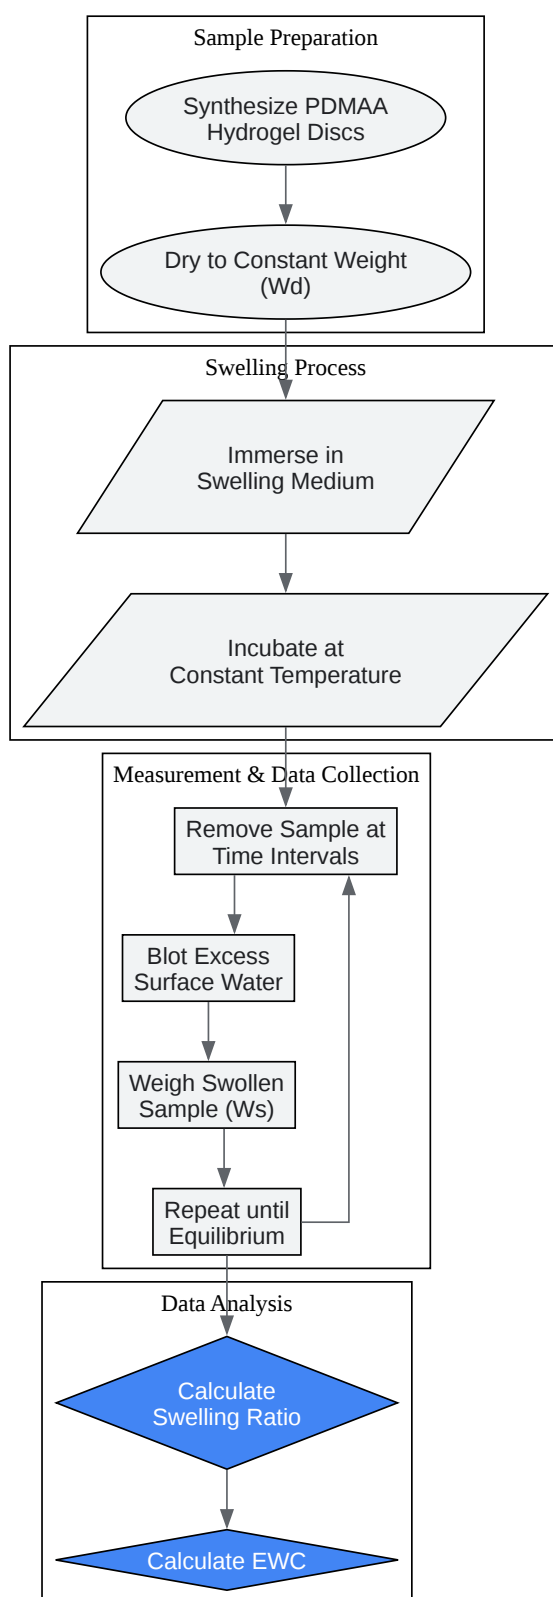 Sample Preparation
Synthesize PDMAA
Hydrogel Discs
Dry to Constant Weight
(Wd)
Swelling Process
Immerse in
Swelling Medium
Incubate at
Constant Temperature
Measurement & Data Collection
Remove Sample at
Time Intervals
Blot Excess
Surface Water
Weigh Swollen
Sample (Ws)
Repeat until
Equilibrium
Data Analysis
Calculate
Swelling Ratio
Calculate EWC